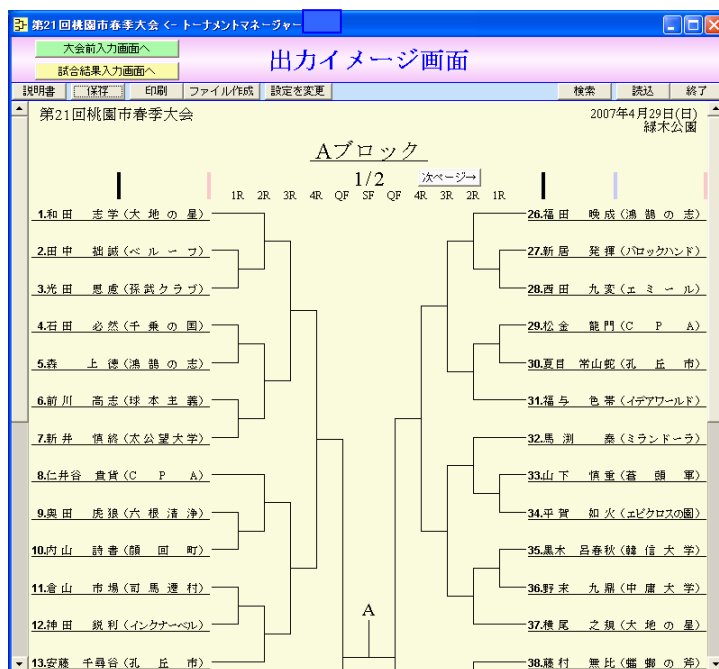 第21回桃園市春季大会 <- トーナメントマネージャー
大会前入力画面へ
試合結果入力画面へ
出力イメージ画面
説明書 保存 印刷 ファイル作成 設定を変更 検索 読込 終了
第21回桃園市春季大会
2007年4月29日(日)
緑木公園
Aブロック
1/2 次ページ→
1R 2R 3R 4R QF SF QF 4R 3R 2R 1R
1.和田 志学(大地の星)
2.田中 拙誠(ベルーフ)
3.光田 思慮(孫武クラブ)
4.石田 必然(千乗の国)
5.森 上徳(鴻鵠の志)
6.前川 高志(球本主義)
7.新井 慎終(太公望大学)
8.仁井谷 貴貨(CPA)
9.奥田 虎狼(六根清浄)
10.内山 詩書(顔回町)
11.倉山 市場(司馬遷村)
12.神田 鋭利(インクナーベル)
13.安藤 千尋谷(孔丘市)
A
26.福田 晩成(鴻鵠の志)
27.新居 発揮(バロックハンド)
28.西田 九変(エミール)
29.松金 龍門(CPA)
30.夏目 常山蛇(孔丘市)
31.福与 色帯(イデアワールド)
32.馬渕 泰(ミランドーラ)
33.山下 慎重(蒼頭軍)
34.平賀 如火(エピクロスの園)
35.黒木 呂春秋(韓信大学)
36.野末 九鼎(中庸大学)
37.横尾 之規(大地の星)
38.藤村 無比(蟷螂の斧)